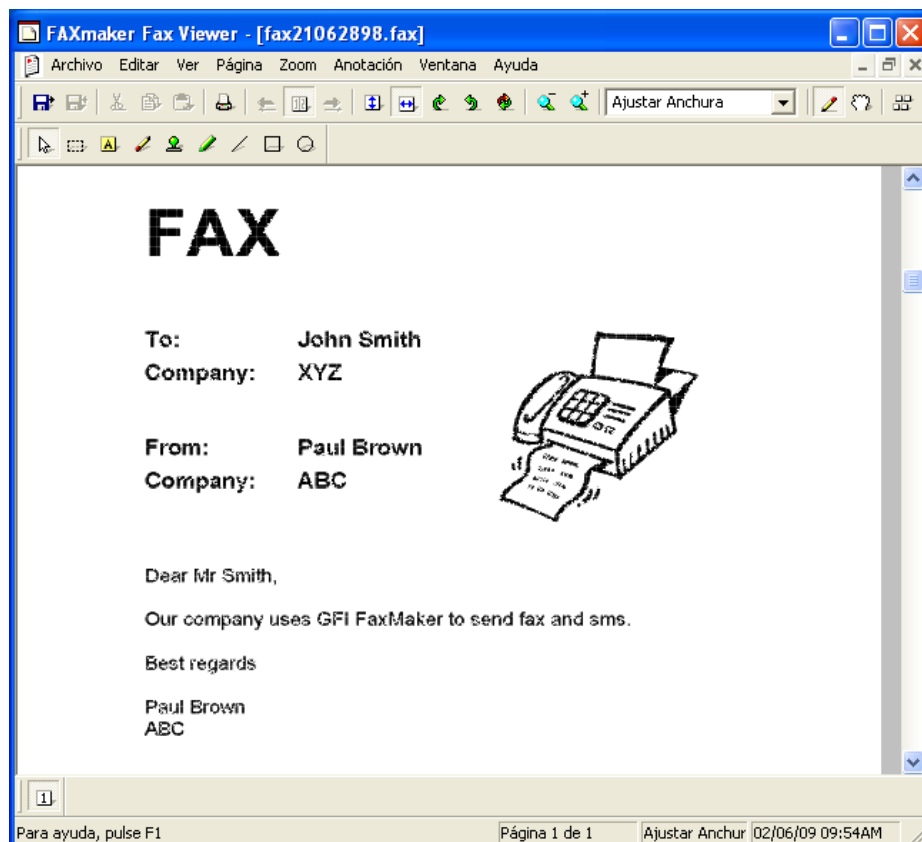 FAXmaker Fax Viewer - [fax21062898.fax]
Archivo Editar Ver Página Zoom Anotación Ventana Ayuda
Ajustar Anchura
A
FAX
To: John Smith
Company: XYZ
From: Paul Brown
Company: ABC
Dear Mr Smith,
Our company uses GFI FaxMaker to send fax and sms.
Best regards
Paul Brown
ABC
1
Para ayuda, pulse F1 Página 1 de 1 Ajustar Anchur 02/06/09 09:54AM